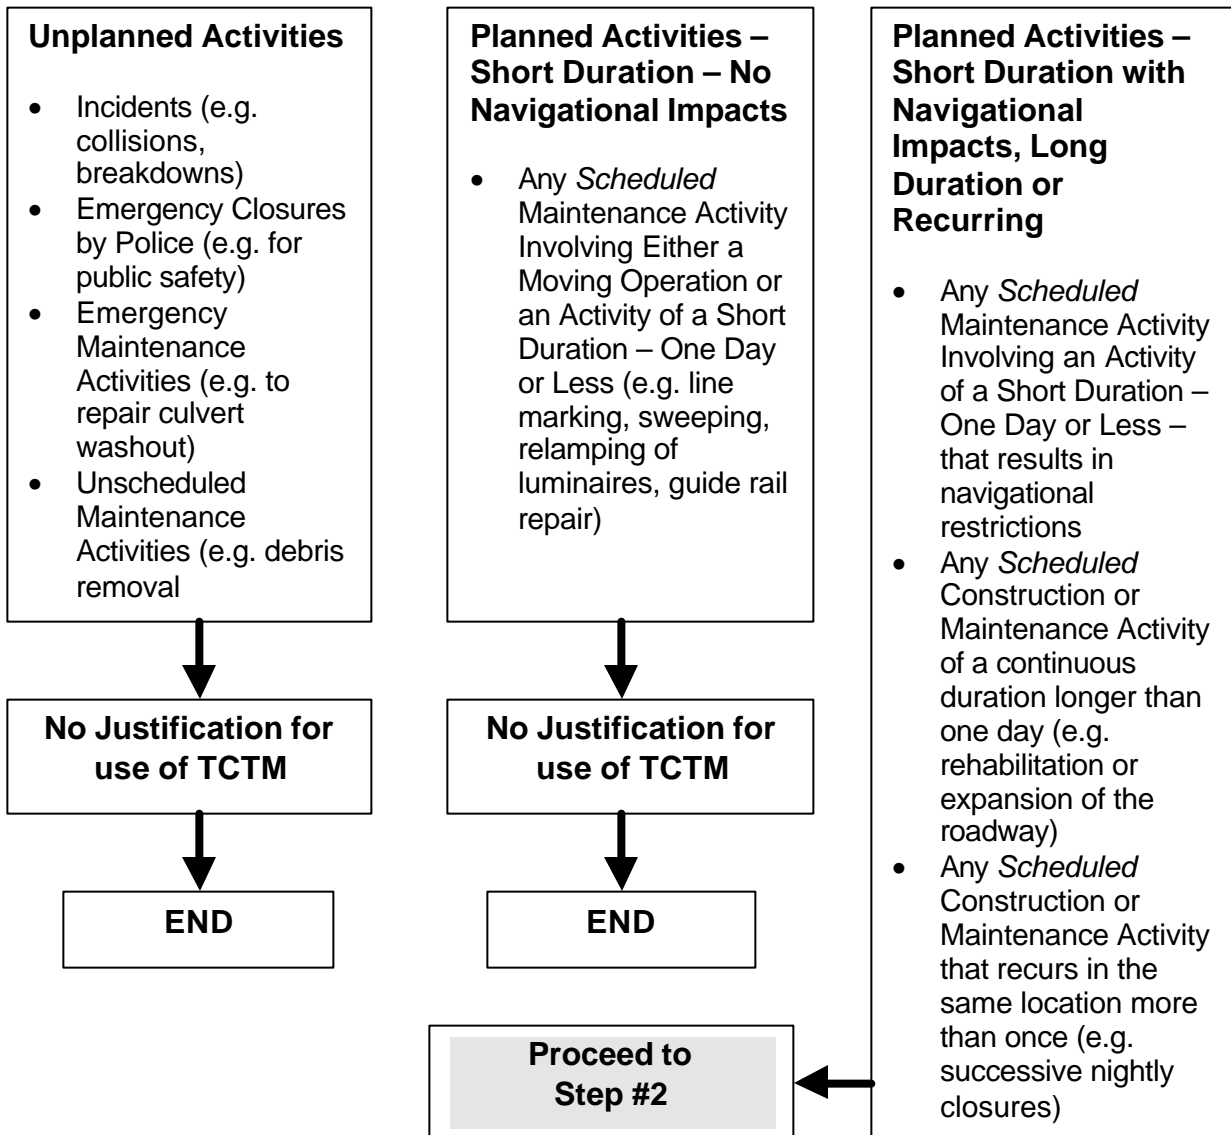 Unplanned Activities
• Incidents (e.g.
collisions,
breakdowns)
• Emergency Closures
by Police (e.g. for
public safety)
• Emergency
Maintenance
Activities (e.g. to
repair culvert
washout)
• Unscheduled
Maintenance
Activities (e.g. debris
removal
No Justification for
use of TCTM
END
Planned Activities –
Short Duration – No
Navigational Impacts
• Any Scheduled
Maintenance Activity
Involving Either a
Moving Operation or
an Activity of a Short
Duration – One Day
or Less (e.g. line
marking, sweeping,
relamping of
luminaires, guide rail
repair)
No Justification for
use of TCTM
END
Planned Activities –
Short Duration with
Navigational
Impacts, Long
Duration or
Recurring
• Any Scheduled
Maintenance Activity
Involving an Activity
of a Short Duration –
One Day or Less –
that results in
navigational
restrictions
• Any Scheduled
Construction or
Maintenance Activity
of a continuous
duration longer than
one day (e.g.
rehabilitation or
expansion of the
roadway)
• Any Scheduled
Construction or
Maintenance Activity
that recurs in the
same location more
than once (e.g.
successive nightly
closures)
Proceed to
Step #2